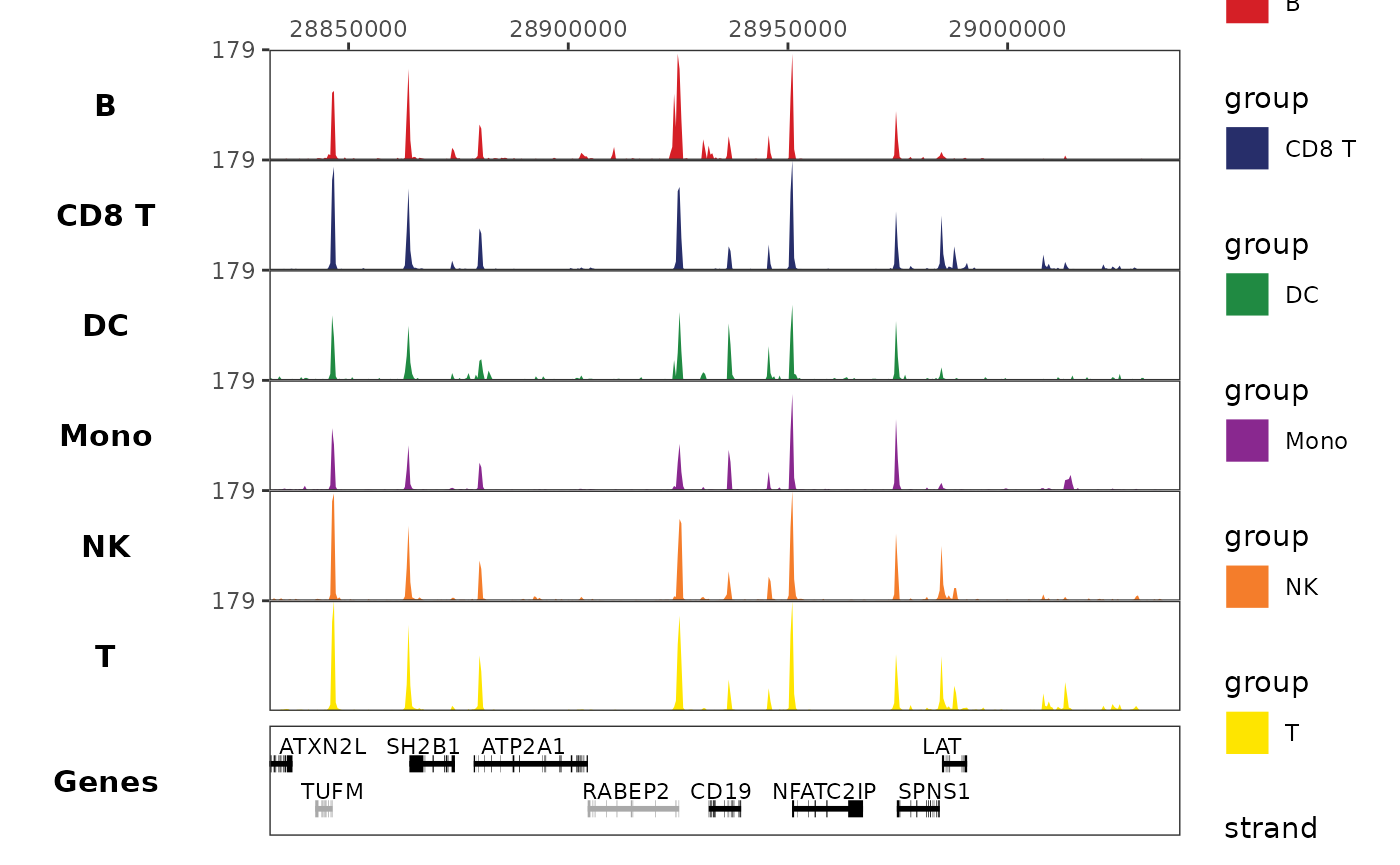 28850000 28900000 28950000 29000000
179
B
179
CD8 T
179
DC
179
Mono
179
NK
179
T
Genes
ATXN2L SH2B1 ATP2A1 LAT
TUFM RABEP2 CD19 NFATC2IP SPNS1
B
group
CD8 T
group
DC
group
Mono
group
NK
group
T
strand